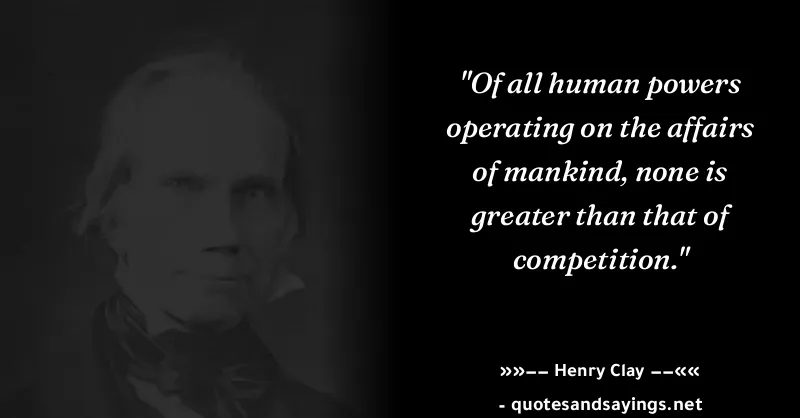 "Of all human powers
operating on the affairs
of mankind, none is
greater than that of
competition."
»»–– Henry Clay ––««
- quotesandsayings.net